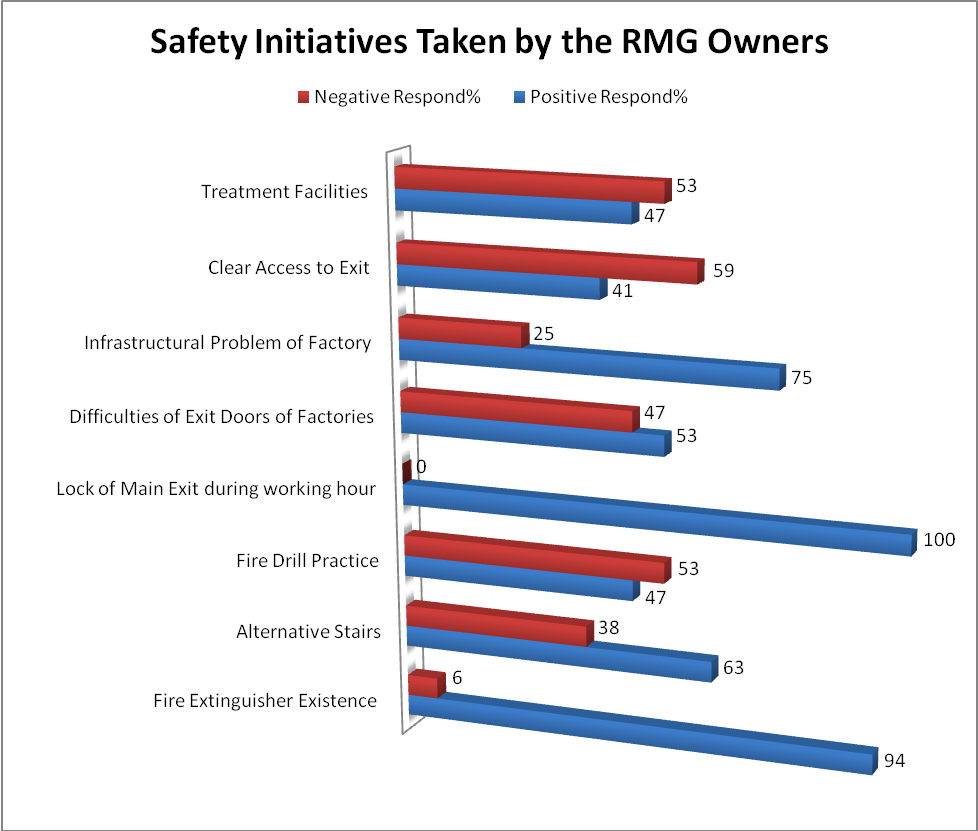 Safety Initiatives Taken by the RMG Owners
Negative Respond% Positive Respond%
Treatment Facilities
53
47
Clear Access to Exit
59
41
Infrastructural Problem of Factory
25
75
Difficulties of Exit Doors of Factories
47
53
Lock of Main Exit during working hour
0
100
Fire Drill Practice
53
47
Alternative Stairs
38
63
Fire Extinguisher Existence
6
94